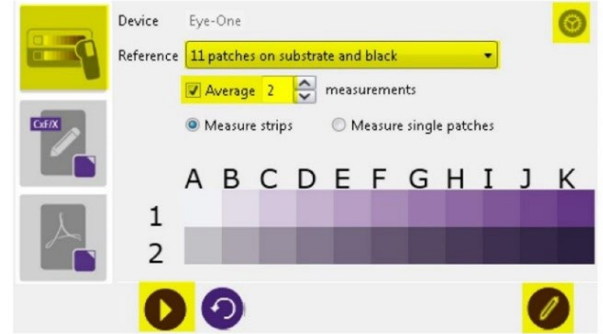 Device Eye-One
Reference 11 patches on substrate and black
Average 2 measurements
CxF/X
Measure strips Measure single patches
A B C D E F G H I J K
1
2